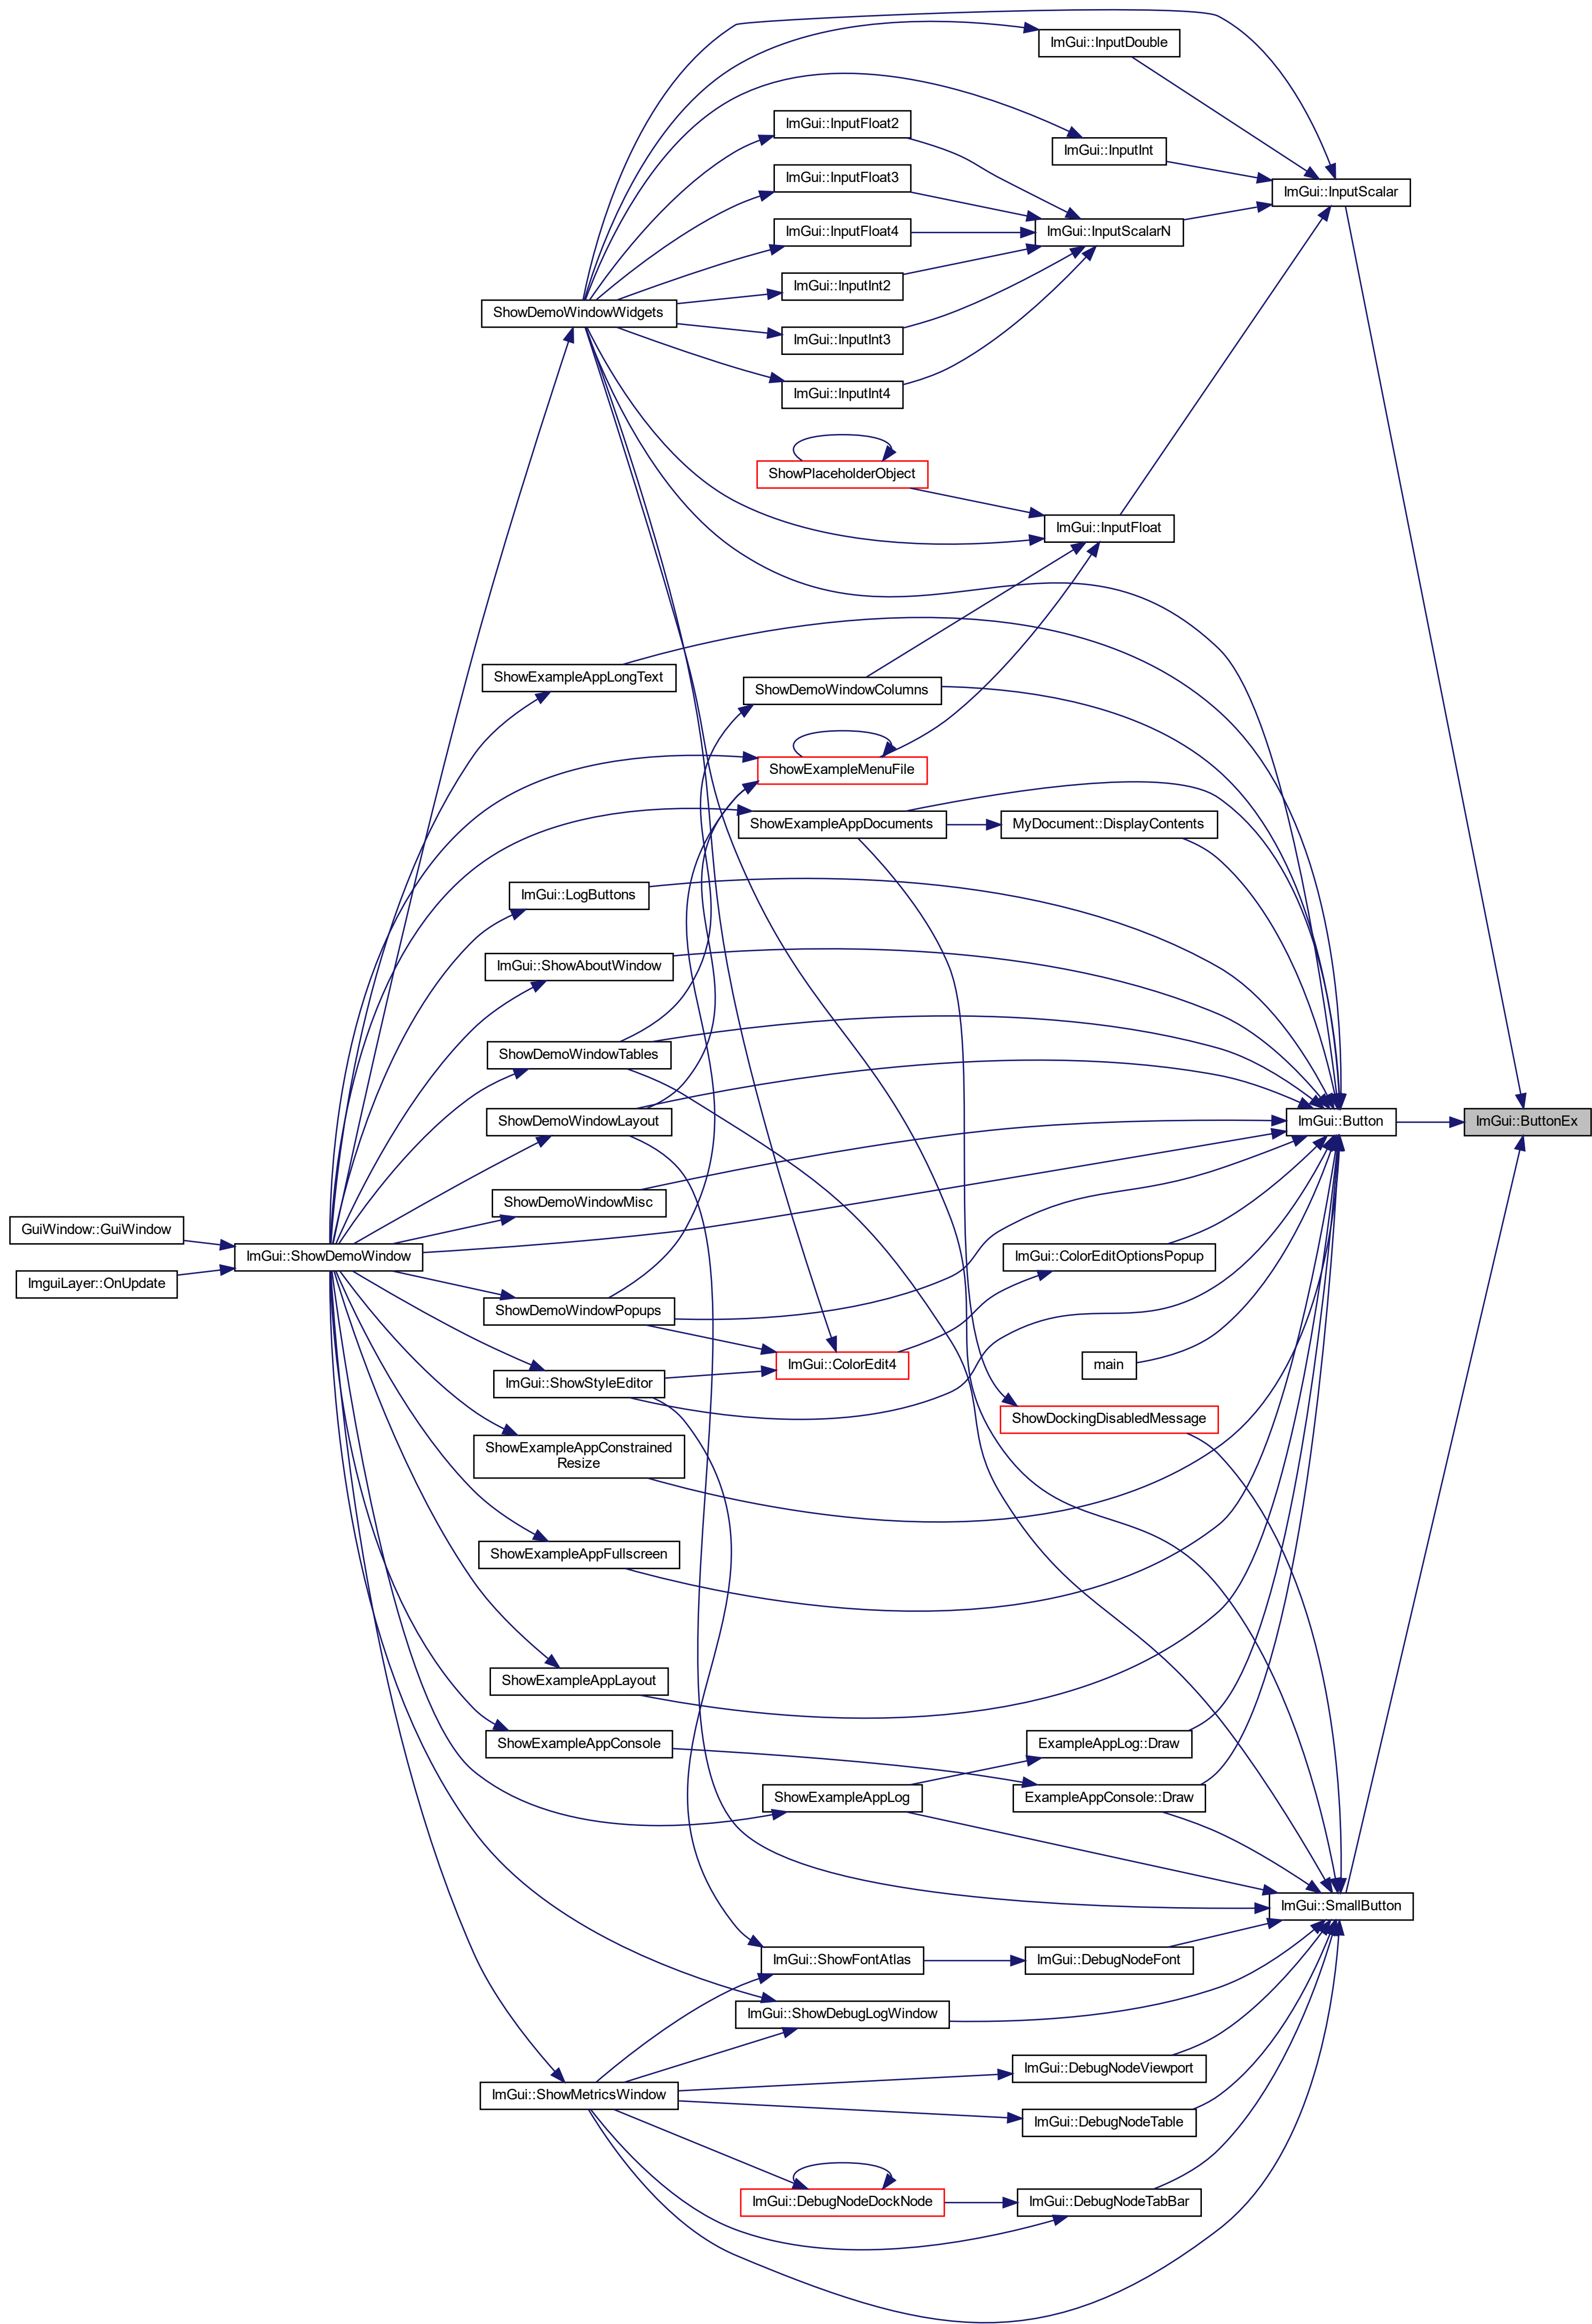 ImGui::InputDouble
ImGui::InputFloat2
ImGui::InputInt
ImGui::InputFloat3
ImGui::InputScalar
ImGui::InputFloat4
ImGui::InputScalarN
ImGui::InputInt2
ShowDemoWindowWidgets
ImGui::InputInt3
ImGui::InputInt4
ShowPlaceholderObject
ImGui::InputFloat
ShowExampleAppLongText
ShowDemoWindowColumns
ShowExampleMenuFile
ShowExampleAppDocuments
MyDocument::DisplayContents
ImGui::LogButtons
ImGui::ShowAboutWindow
ShowDemoWindowTables
ShowDemoWindowLayout
ImGui::Button
ImGui::ButtonEx
ShowDemoWindowMisc
GuiWindow::GuiWindow
ImGui::ShowDemoWindow
ImGui::ColorEditOptionsPopup
ImguiLayer::OnUpdate
ShowDemoWindowPopups
ImGui::ColorEdit4
main
ImGui::ShowStyleEditor
ShowDockingDisabledMessage
ShowExampleAppConstrained
Resize
ShowExampleAppFullscreen
ShowExampleAppLayout
ShowExampleAppConsole
ExampleAppLog::Draw
ShowExampleAppLog
ExampleAppConsole::Draw
ImGui::SmallButton
ImGui::ShowFontAtlas
ImGui::DebugNodeFont
ImGui::ShowDebugLogWindow
ImGui::DebugNodeViewport
ImGui::ShowMetricsWindow
ImGui::DebugNodeTable
ImGui::DebugNodeDockNode
ImGui::DebugNodeTabBar